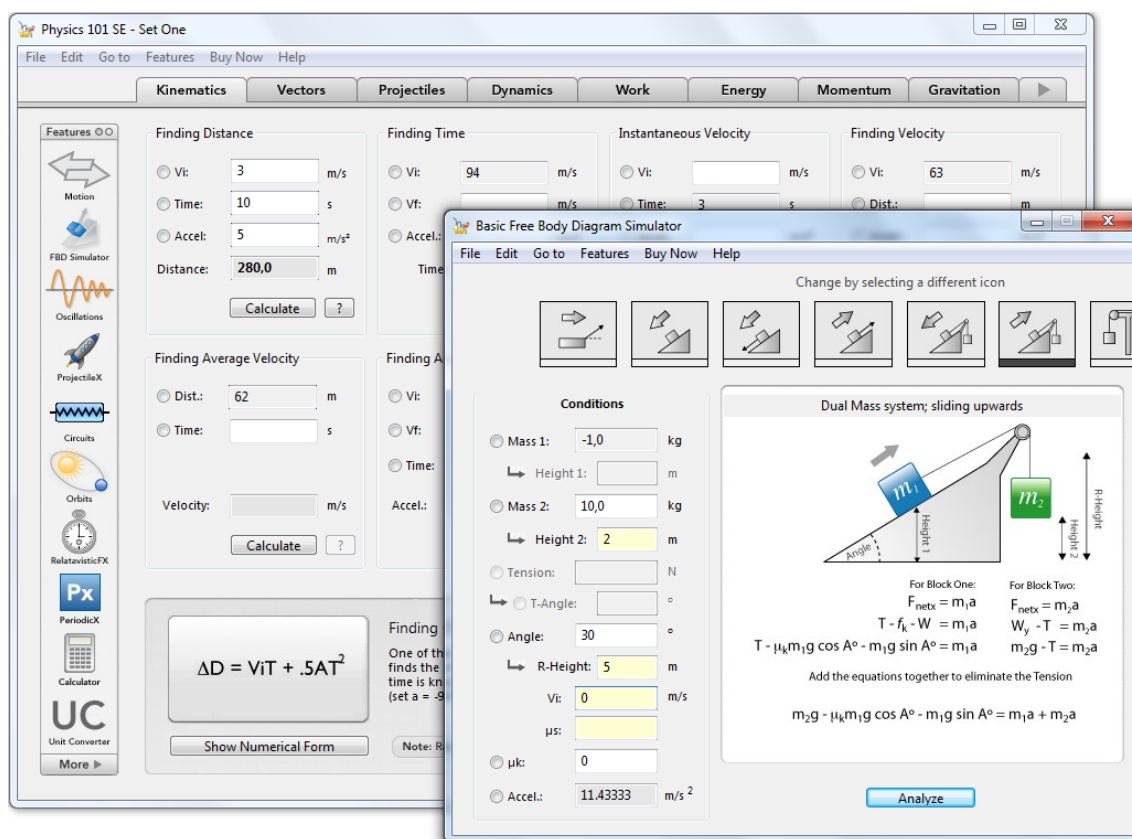 Physics 101 SE - Set One
File Edit Go to Features Buy Now Help
Kinematics Vectors Projectiles Dynamics Work Energy Momentum Gravitation
Features
Motion
FBD Simulator
Oscillations
ProjectileX
Circuits
Orbits
RelatavisticFX
Px
PeriodicX
Calculator
UC
Unit Converter
More
Finding Distance
Vi: 3 m/s
Time: 10 s
Accel: 5 m/s²
Distance: 280,0 m
Calculate ?
Finding Time
Vi: 94 m/s
Vf: m/s
Accel.:
Time
Instantaneous Velocity
Vi: m/s
Time: 3 s
Finding Velocity
Vi: 63 m/s
Dist.: m
Finding Average Velocity
Dist.: 62 m
Time: s
Velocity: m/s
Calculate ?
Finding A
Vi:
Vf:
Time:
Accel.:
ΔD = ViT + .5AT²
Show Numerical Form
Finding
One of th
finds the
time is kn
(set a = -9
Note: Ra
Basic Free Body Diagram Simulator
File Edit Go to Features Buy Now Help
Change by selecting a different icon
Conditions
Mass 1: -1,0 kg
Height 1: m
Mass 2: 10,0 kg
Height 2: 2 m
Tension: N
T-Angle: °
Angle: 30 °
R-Height: 5 m
Vi: 0 m/s
µs:
µk: 0
Accel.: 11.43333 m/s ²
Dual Mass system; sliding upwards
m₁
m₂
Angle
Height 1
Height 2
R-Height
For Block One: For Block Two:
Fnetx = m₁a Fnetx = m₂a
T - fk - W = m₁a Wy - T = m₂a
T - µkm₁g cos Aº - m₁g sin Aº = m₁a m₂g - T = m₂a
Add the equations together to eliminate the Tension
m₂g - µkm₁g cos Aº - m₁g sin Aº = m₁a + m₂a
Analyze